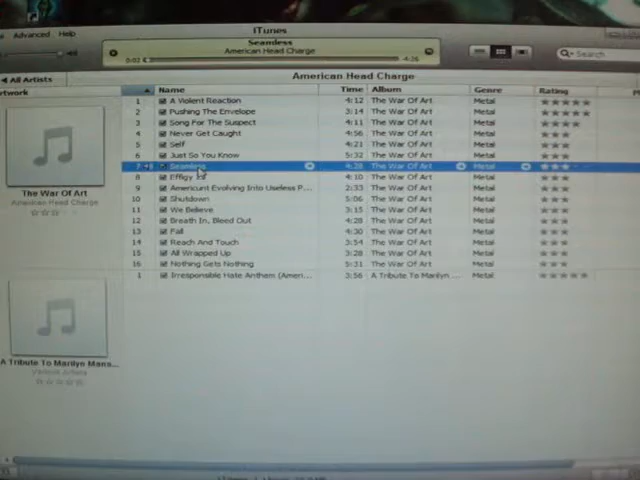 Advanced Help
iTunes
Seamless
American Head Charge
Search
All Artists
American Head Charge
Name Time Album Genre Rating
1 A Violent Reaction 4:12 The War Of Art Metal
2 Pushing The Envelope 3:14 The War Of Art Metal
3 Song For The Suspect 4:11 The War Of Art Metal
4 Never Get Caught 4:56 The War Of Art Metal
5 Self 4:21 The War Of Art Metal
6 Just So You Know 5:32 The War Of Art Metal
7 Seamless 4:28 The War Of Art Metal
8 Effigy 4:10 The War Of Art Metal
9 Americunt Evolving Into Useless P... 2:33 The War Of Art Metal
10 Shutdown 5:06 The War Of Art Metal
11 We Believe 3:15 The War Of Art Metal
12 Breath In, Bleed Out 4:28 The War Of Art Metal
13 Fall 4:30 The War Of Art Metal
14 Reach And Touch 3:54 The War Of Art Metal
15 All Wrapped Up 3:28 The War Of Art Metal
16 Nothing Gets Nothing 5:31 The War Of Art Metal
1 Irresponsible Hate Anthem (Amer... 3:56 A Tribute To Marilyn ... Metal
The War Of Art
American Head Charge
A Tribute To Marilyn Mans...
Various Artists